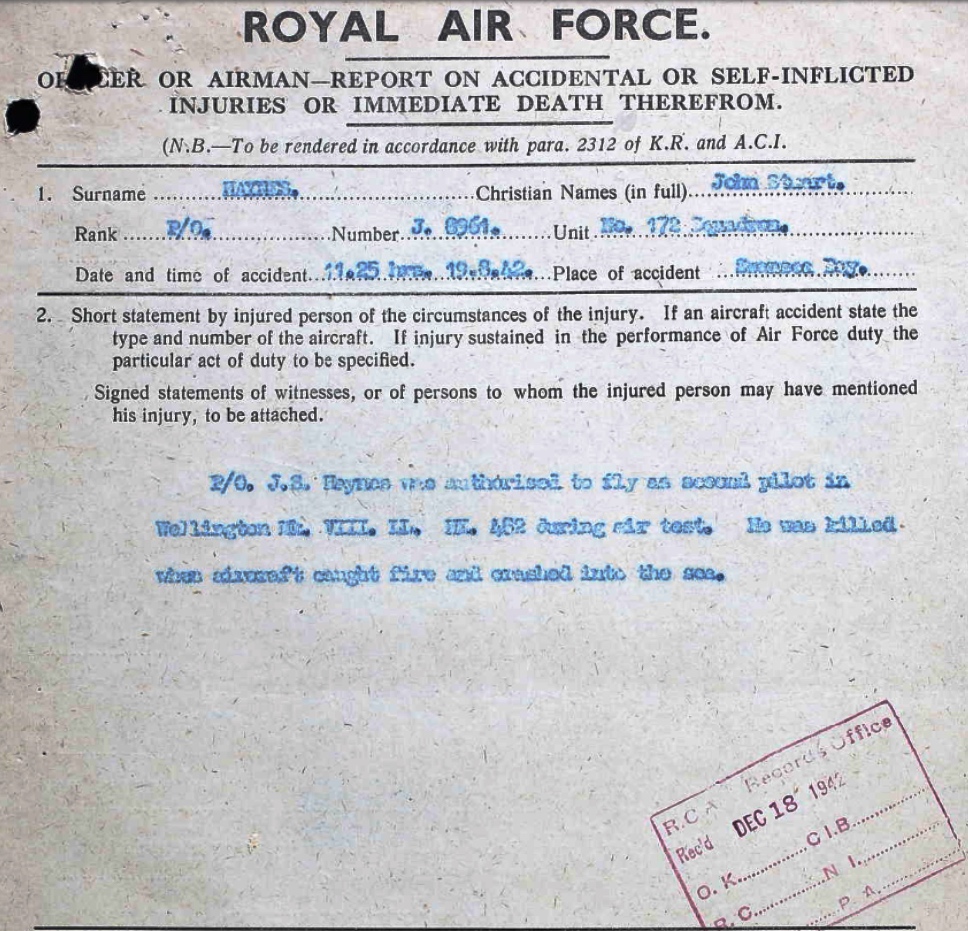 ROYAL AIR FORCE.
OFFICER OR AIRMAN—REPORT ON ACCIDENTAL OR SELF-INFLICTED
INJURIES OR IMMEDIATE DEATH THEREFROM.
(N.B.—To be rendered in accordance with para. 2312 of K.R. and A.C.I.
1. Surname HAYNES. Christian Names (in full) John Stuart.
Rank P/O. Number J. Unit No. 172 Squadron.
Date and time of accident 11.25 hrs. 19.8.42. Place of accident Swansea Bay.
2. Short statement by injured person of the circumstances of the injury. If an aircraft accident state the
type and number of the aircraft. If injury sustained in the performance of Air Force duty the
particular act of duty to be specified.
Signed statements of witnesses, or of persons to whom the injured person may have mentioned
his injury, to be attached.
P/O. J.S. Haynes was authorised to fly as second pilot in
Wellington Mk. VIII. during air test. He was killed
when aircraft caught fire and crashed into the sea.
R.C.A Records Office
Rec'd DEC 18 1942
O. K. C I.B.
R. C. N I.
P A.